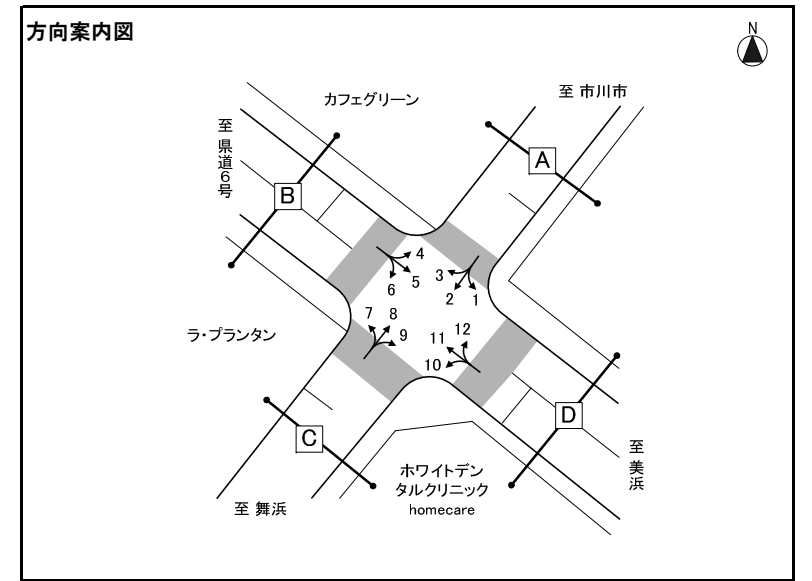 方向案内図
N
カフェグリーン
至 市川市
至 県道6号
A
B
4
3
5
6
2
1
7
8
9
11
12
10
ラ・プランタン
C
D
至 美浜
ホワイトデン
タルクリニック
homecare
至 舞浜